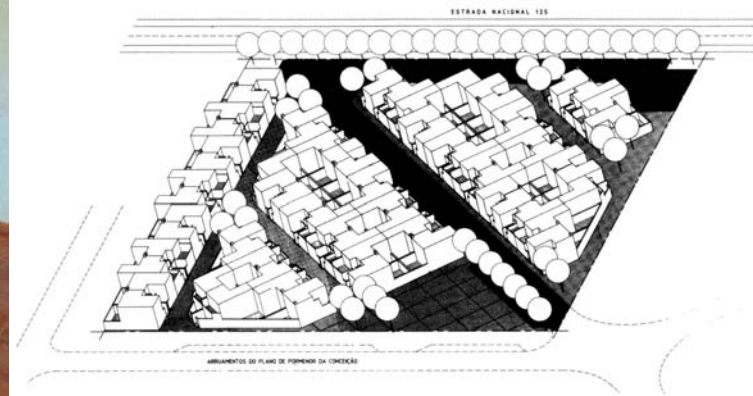 ESTRADA NACIONAL 125
ARRUAMENTOS DO PLANO DE PORMENOR DA CONCEIÇÃO